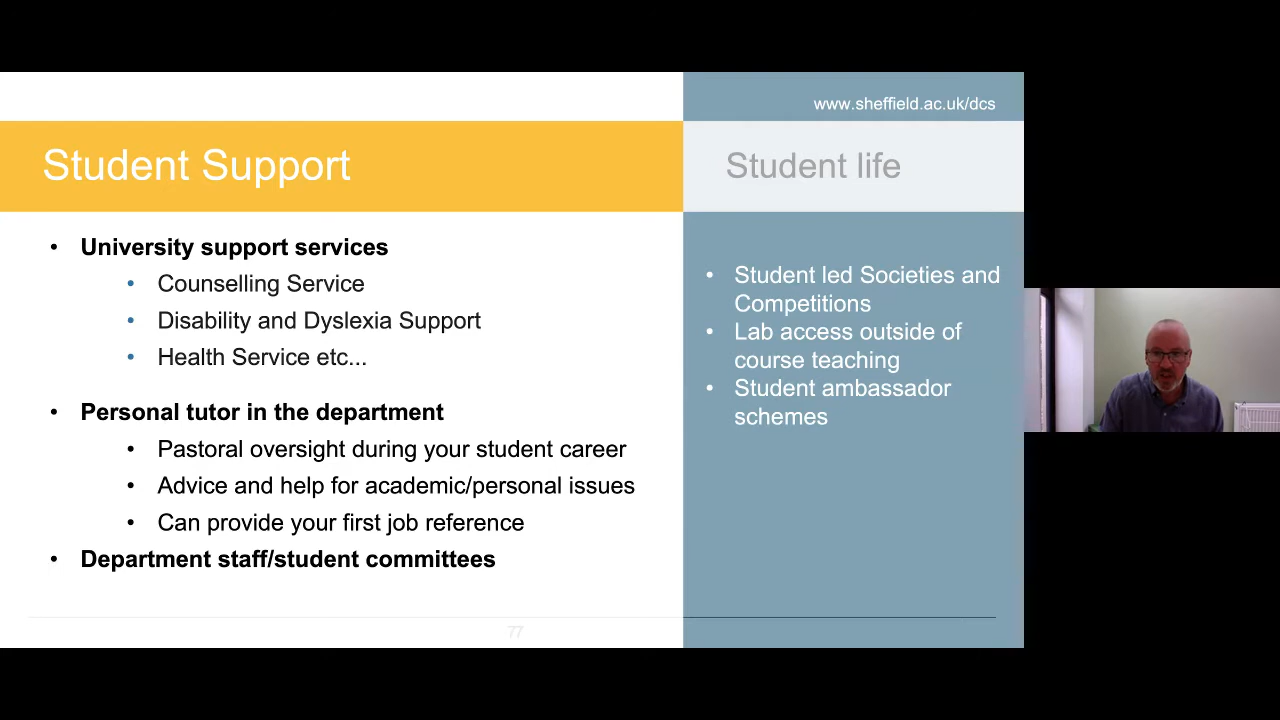 www.sheffield.ac.uk/dcs
Student Support
Student life
• University support services
• Counselling Service
• Disability and Dyslexia Support
• Health Service etc...
• Personal tutor in the department
• Pastoral oversight during your student career
• Advice and help for academic/personal issues
• Can provide your first job reference
• Department staff/student committees
• Student led Societies and
Competitions
• Lab access outside of
course teaching
• Student ambassador
schemes
77